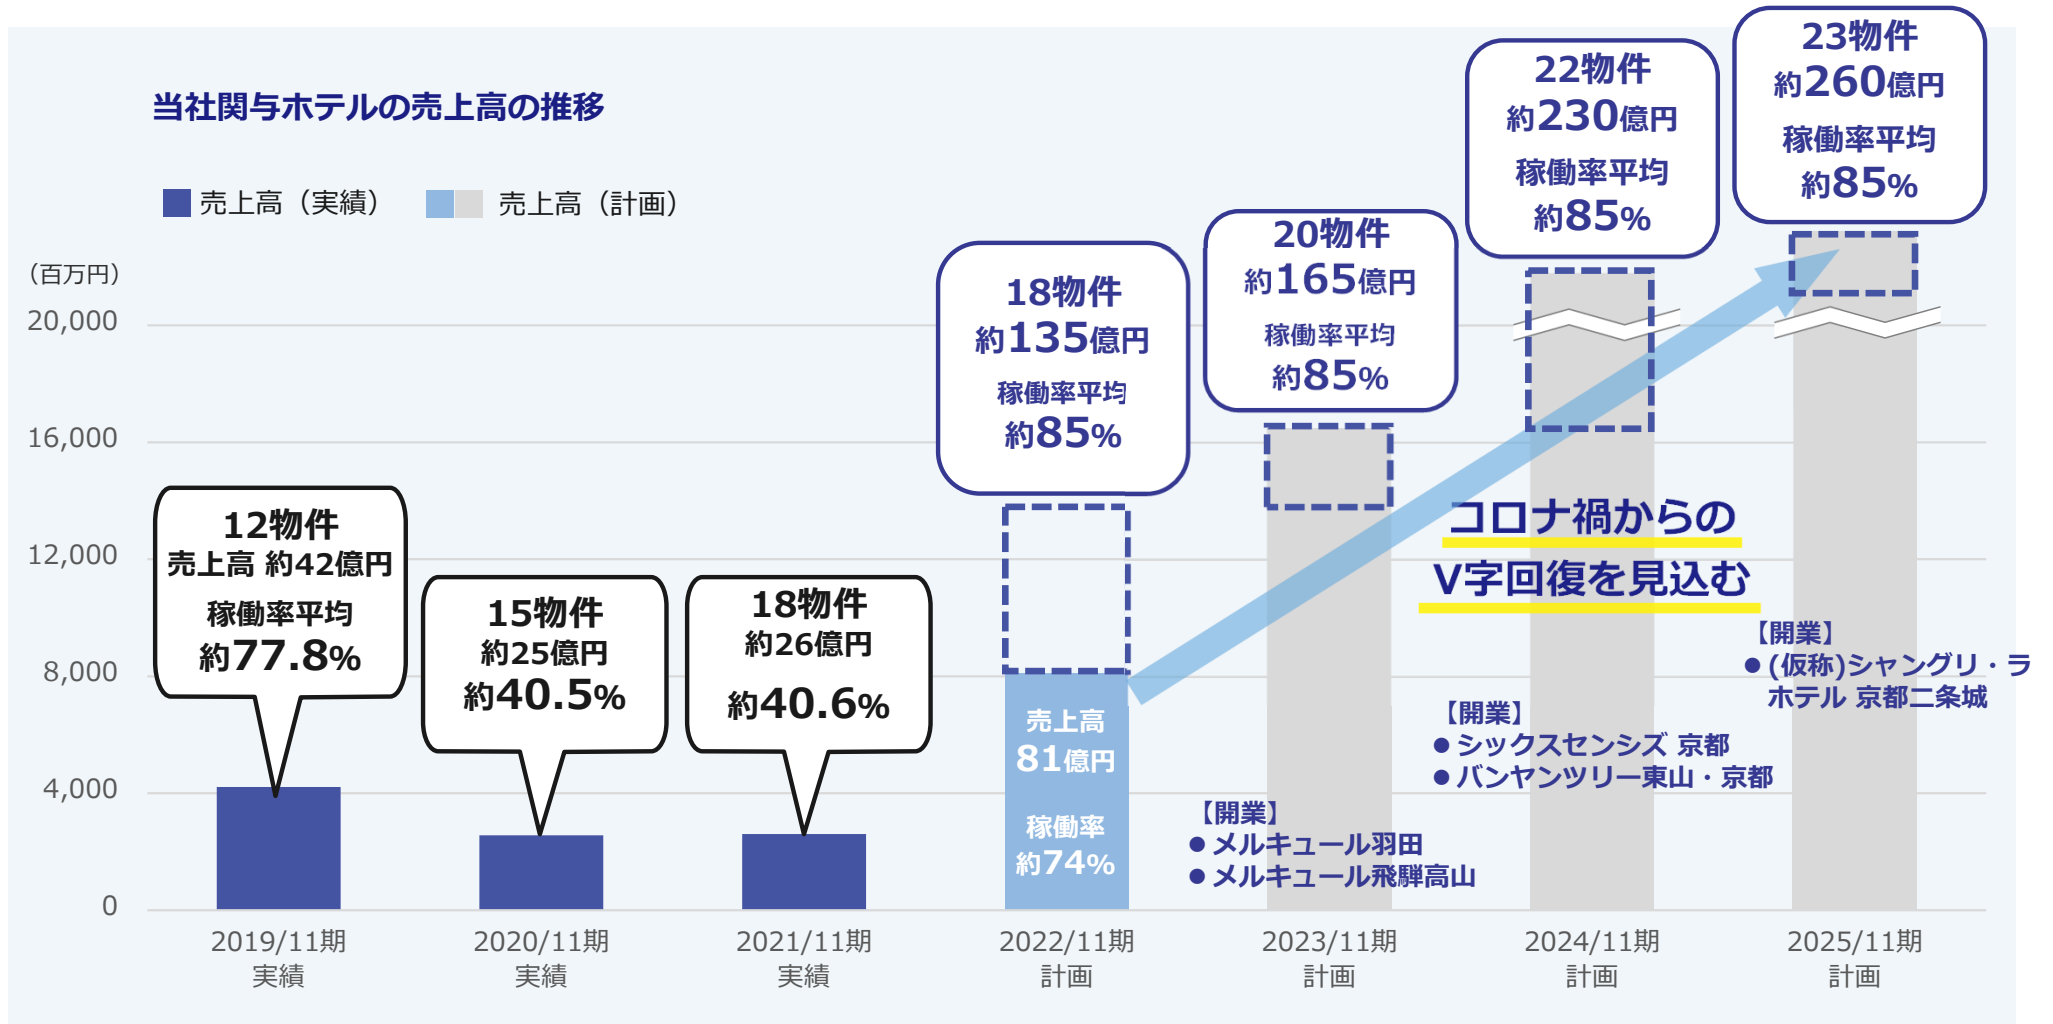 当社関与ホテルの売上高の推移
売上高（実績）
売上高（計画）
（百万円）
20,000
16,000
12,000
8,000
4,000
0
12物件
売上高 約42億円
稼働率平均
約77.8%
15物件
約25億円
約40.5%
18物件
約26億円
約40.6%
18物件
約135億円
稼働率平均
約85%
売上高
81億円
稼働率
約74%
20物件
約165億円
稼働率平均
約85%
22物件
約230億円
稼働率平均
約85%
23物件
約260億円
稼働率平均
約85%
コロナ禍からの
V字回復を見込む
【開業】
●メルキュール羽田
●メルキュール飛騨高山
【開業】
●シックスセンシズ 京都
●バンヤンツリー東山・京都
【開業】
●(仮称)シャングリ・ラ
ホテル 京都二条城
2019/11期
実績
2020/11期
実績
2021/11期
実績
2022/11期
計画
2023/11期
計画
2024/11期
計画
2025/11期
計画